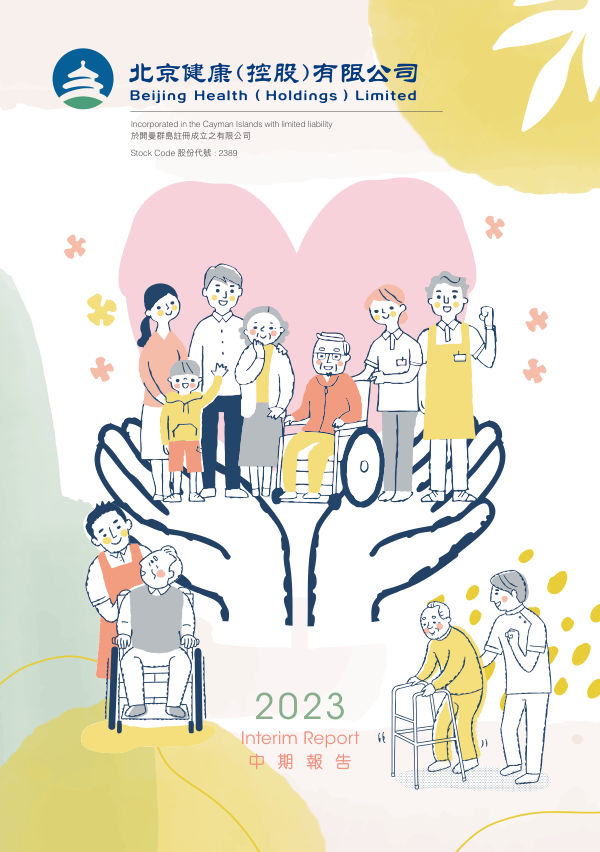 北京健康(控股)有限公司
Beijing Health (Holdings) Limited
Incorporated in the Cayman Islands with limited liability
於開曼群島註冊成立之有限公司
Stock Code 股份代號 : 2389
2023
Interim Report
中期報告